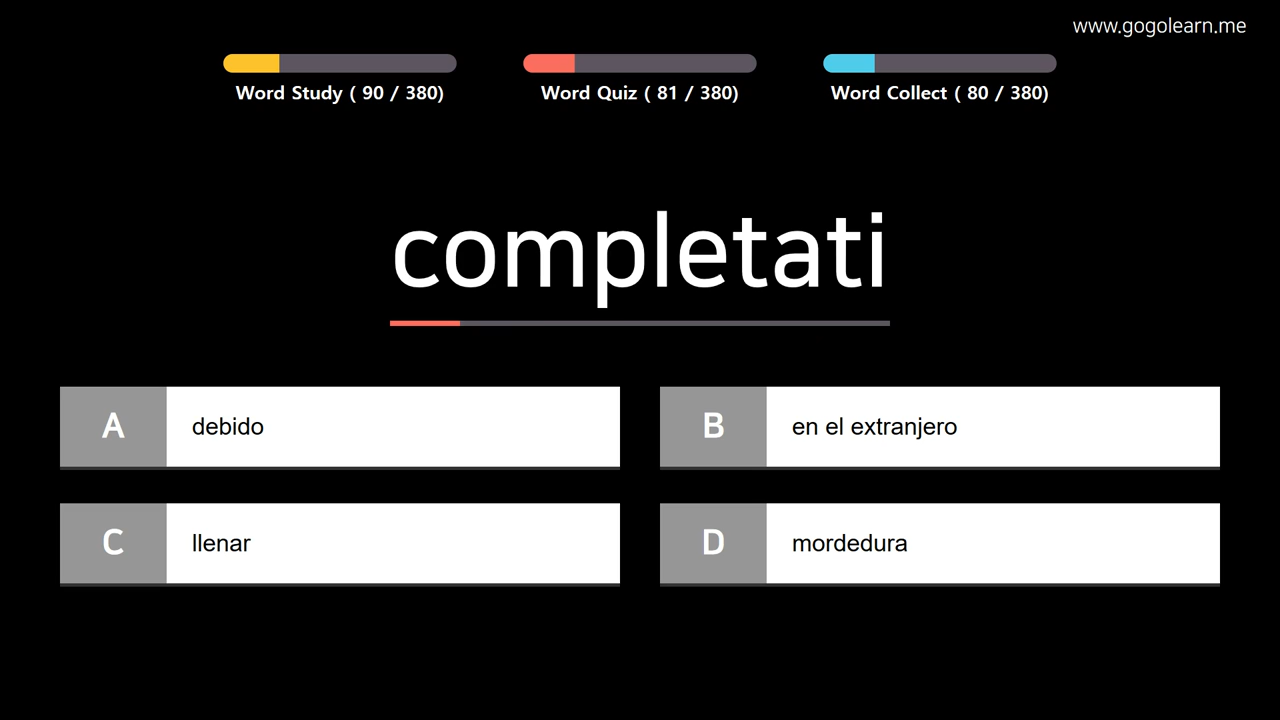 www.gogolearn.me
Word Study ( 90 / 380)
Word Quiz ( 81 / 380)
Word Collect ( 80 / 380)
completati
A debido
B en el extranjero
C llenar
D mordedura